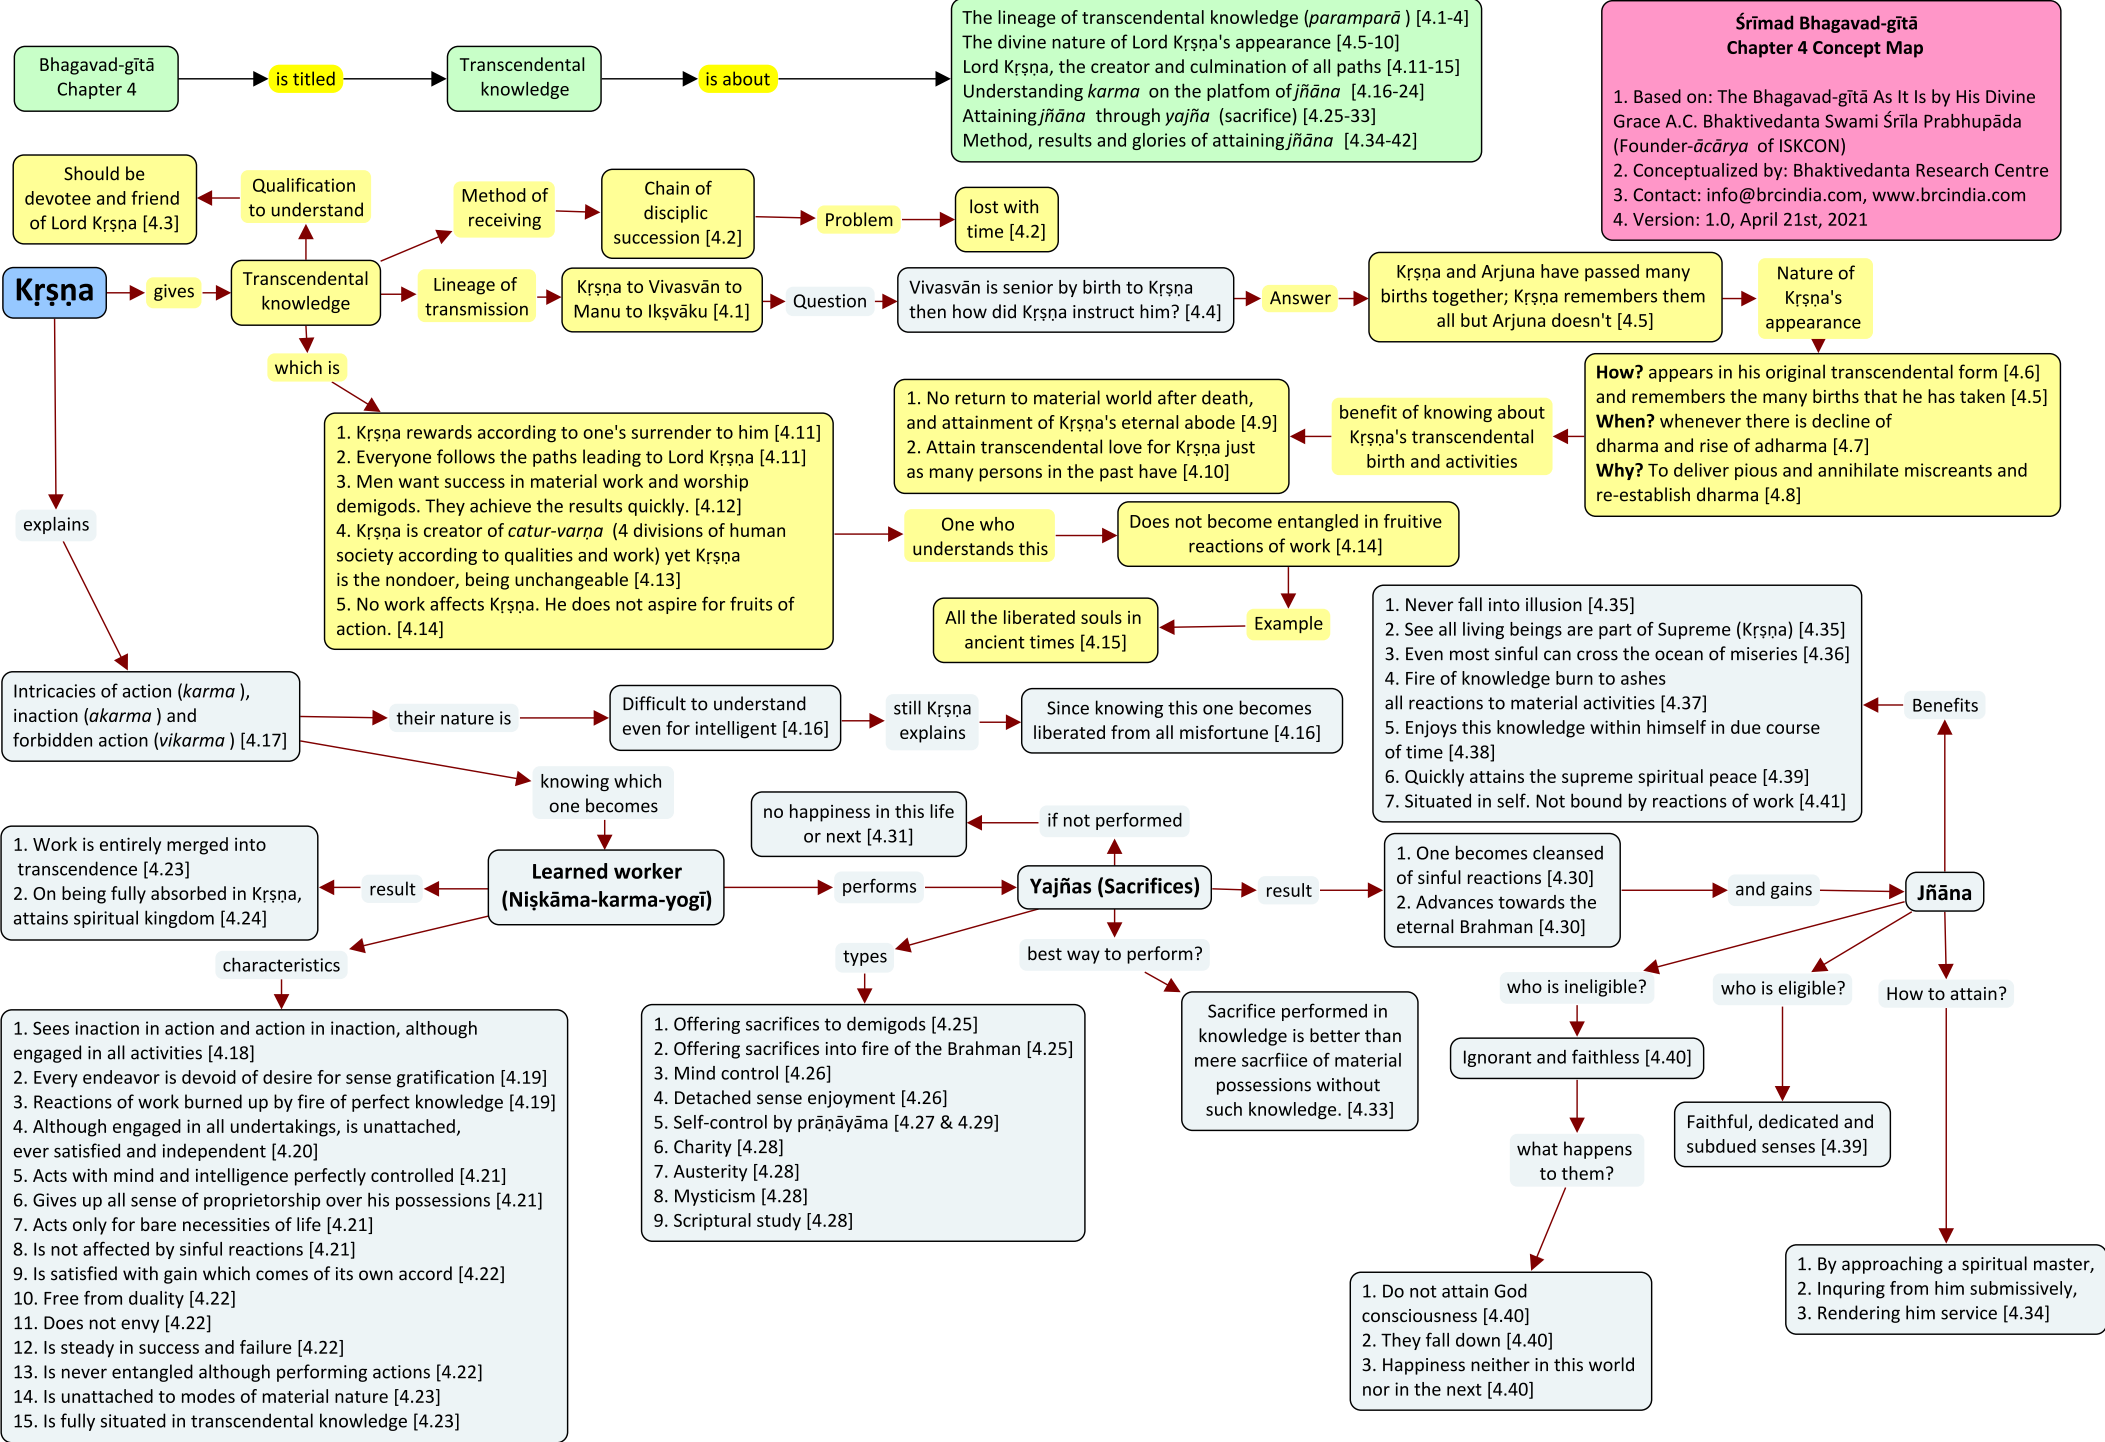 Bhagavad-gītā
Chapter 4
is titled
Transcendental
knowledge
is about
The lineage of transcendental knowledge (paramparā ) [4.1-4]
The divine nature of Lord Kṛṣṇa's appearance [4.5-10]
Lord Kṛṣṇa, the creator and culmination of all paths [4.11-15]
Understanding karma on the platfom of jñāna [4.16-24]
Attaining jñāna through yajña (sacrifice) [4.25-33]
Method, results and glories of attaining jñāna [4.34-42]
Śrīmad Bhagavad-gītā
Chapter 4 Concept Map
1. Based on: The Bhagavad-gītā As It Is by His Divine
Grace A.C. Bhaktivedanta Swami Śrīla Prabhupāda
(Founder-ācārya of ISKCON)
2. Conceptualized by: Bhaktivedanta Research Centre
3. Contact: info@brcindia.com, www.brcindia.com
4. Version: 1.0, April 21st, 2021
Should be
devotee and friend
of Lord Kṛṣṇa [4.3]
Qualification
to understand
Method of
receiving
Chain of
disciplic
succession [4.2]
Problem
lost with
time [4.2]
Kṛṣṇa
gives
Transcendental
knowledge
Lineage of
transmission
Kṛṣṇa to Vivasvān to
Manu to Ikṣvāku [4.1]
Question
Vivasvān is senior by birth to Kṛṣṇa
then how did Kṛṣṇa instruct him? [4.4]
Answer
Kṛṣṇa and Arjuna have passed many
births together; Kṛṣṇa remembers them
all but Arjuna doesn't [4.5]
Nature of
Kṛṣṇa's
appearance
which is
How? appears in his original transcendental form [4.6]
and remembers the many births that he has taken [4.5]
When? whenever there is decline of
dharma and rise of adharma [4.7]
Why? To deliver pious and annihilate miscreants and
re-establish dharma [4.8]
benefit of knowing about
Kṛṣṇa's transcendental
birth and activities
1. No return to material world after death,
and attainment of Kṛṣṇa's eternal abode [4.9]
2. Attain transcendental love for Kṛṣṇa just
as many persons in the past have [4.10]
1. Kṛṣṇa rewards according to one's surrender to him [4.11]
2. Everyone follows the paths leading to Lord Kṛṣṇa [4.11]
3. Men want success in material work and worship
demigods. They achieve the results quickly. [4.12]
4. Kṛṣṇa is creator of catur-varṇa (4 divisions of human
society according to qualities and work) yet Kṛṣṇa
is the nondoer, being unchangeable [4.13]
5. No work affects Kṛṣṇa. He does not aspire for fruits of
action. [4.14]
One who
understands this
Does not become entangled in fruitive
reactions of work [4.14]
Example
All the liberated souls in
ancient times [4.15]
explains
Intricacies of action (karma ),
inaction (akarma ) and
forbidden action (vikarma ) [4.17]
their nature is
Difficult to understand
even for intelligent [4.16]
still Kṛṣṇa
explains
Since knowing this one becomes
liberated from all misfortune [4.16]
1. Never fall into illusion [4.35]
2. See all living beings are part of Supreme (Kṛṣṇa) [4.35]
3. Even most sinful can cross the ocean of miseries [4.36]
4. Fire of knowledge burn to ashes
all reactions to material activities [4.37]
5. Enjoys this knowledge within himself in due course
of time [4.38]
6. Quickly attains the supreme spiritual peace [4.39]
7. Situated in self. Not bound by reactions of work [4.41]
Benefits
knowing which
one becomes
no happiness in this life
or next [4.31]
if not performed
1. Work is entirely merged into
transcendence [4.23]
2. On being fully absorbed in Kṛṣṇa,
attains spiritual kingdom [4.24]
result
Learned worker
(Niṣkāma-karma-yogī)
performs
Yajñas (Sacrifices)
result
1. One becomes cleansed
of sinful reactions [4.30]
2. Advances towards the
eternal Brahman [4.30]
and gains
Jñāna
characteristics
types
best way to perform?
who is ineligible?
who is eligible?
How to attain?
1. Sees inaction in action and action in inaction, although
engaged in all activities [4.18]
2. Every endeavor is devoid of desire for sense gratification [4.19]
3. Reactions of work burned up by fire of perfect knowledge [4.19]
4. Although engaged in all undertakings, is unattached,
ever satisfied and independent [4.20]
5. Acts with mind and intelligence perfectly controlled [4.21]
6. Gives up all sense of proprietorship over his possessions [4.21]
7. Acts only for bare necessities of life [4.21]
8. Is not affected by sinful reactions [4.21]
9. Is satisfied with gain which comes of its own accord [4.22]
10. Free from duality [4.22]
11. Does not envy [4.22]
12. Is steady in success and failure [4.22]
13. Is never entangled although performing actions [4.22]
14. Is unattached to modes of material nature [4.23]
15. Is fully situated in transcendental knowledge [4.23]
1. Offering sacrifices to demigods [4.25]
2. Offering sacrifices into fire of the Brahman [4.25]
3. Mind control [4.26]
4. Detached sense enjoyment [4.26]
5. Self-control by prāṇāyāma [4.27 & 4.29]
6. Charity [4.28]
7. Austerity [4.28]
8. Mysticism [4.28]
9. Scriptural study [4.28]
Sacrifice performed in
knowledge is better than
mere sacrfiice of material
possessions without
such knowledge. [4.33]
Ignorant and faithless [4.40]
what happens
to them?
1. Do not attain God
consciousness [4.40]
2. They fall down [4.40]
3. Happiness neither in this world
nor in the next [4.40]
Faithful, dedicated and
subdued senses [4.39]
1. By approaching a spiritual master,
2. Inquring from him submissively,
3. Rendering him service [4.34]